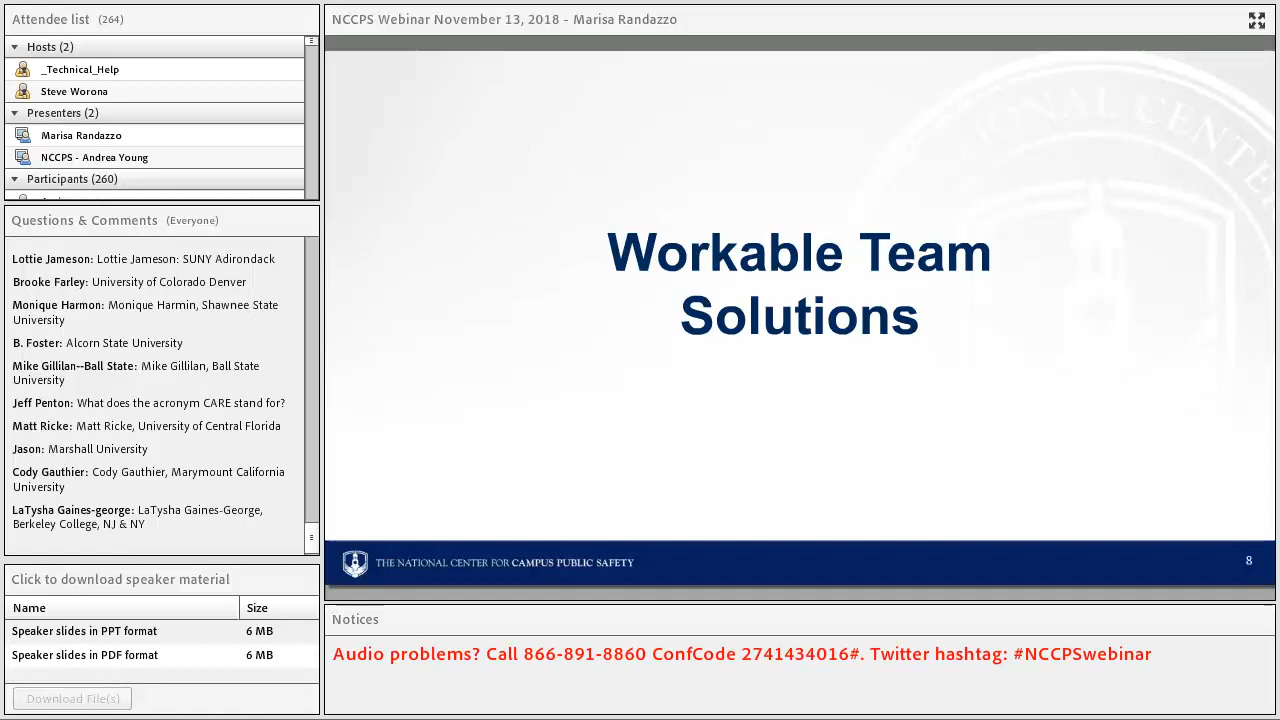 Attendee list (264)
Hosts (2)
_Technical_Help
Steve Worona
Presenters (2)
Marisa Randazzo
NCCPS - Andrea Young
Participants (260)
Questions & Comments (Everyone)
Lottie Jameson: Lottie Jameson: SUNY Adirondack
Brooke Farley: University of Colorado Denver
Monique Harmon: Monique Harmin, Shawnee State
University
B. Foster: Alcorn State University
Mike Gillilan--Ball State: Mike Gillilan, Ball State
University
Jeff Penton: What does the acronym CARE stand for?
Matt Ricke: Matt Ricke, University of Central Florida
Jason: Marshall University
Cody Gauthier: Cody Gauthier, Marymount California
University
LaTysha Gaines-george: LaTysha Gaines-George,
Berkeley College, NJ & NY
Click to download speaker material
Name Size
Speaker slides in PPT format 6 MB
Speaker slides in PDF format 6 MB
Download File(s)
NCCPS Webinar November 13, 2018 - Marisa Randazzo
ONAL CENTER
Workable Team
Solutions
THE NATIONAL CENTER FOR CAMPUS PUBLIC SAFETY
8
Notices
Audio problems? Call 866-891-8860 ConfCode 2741434016#. Twitter hashtag: #NCCPSwebinar